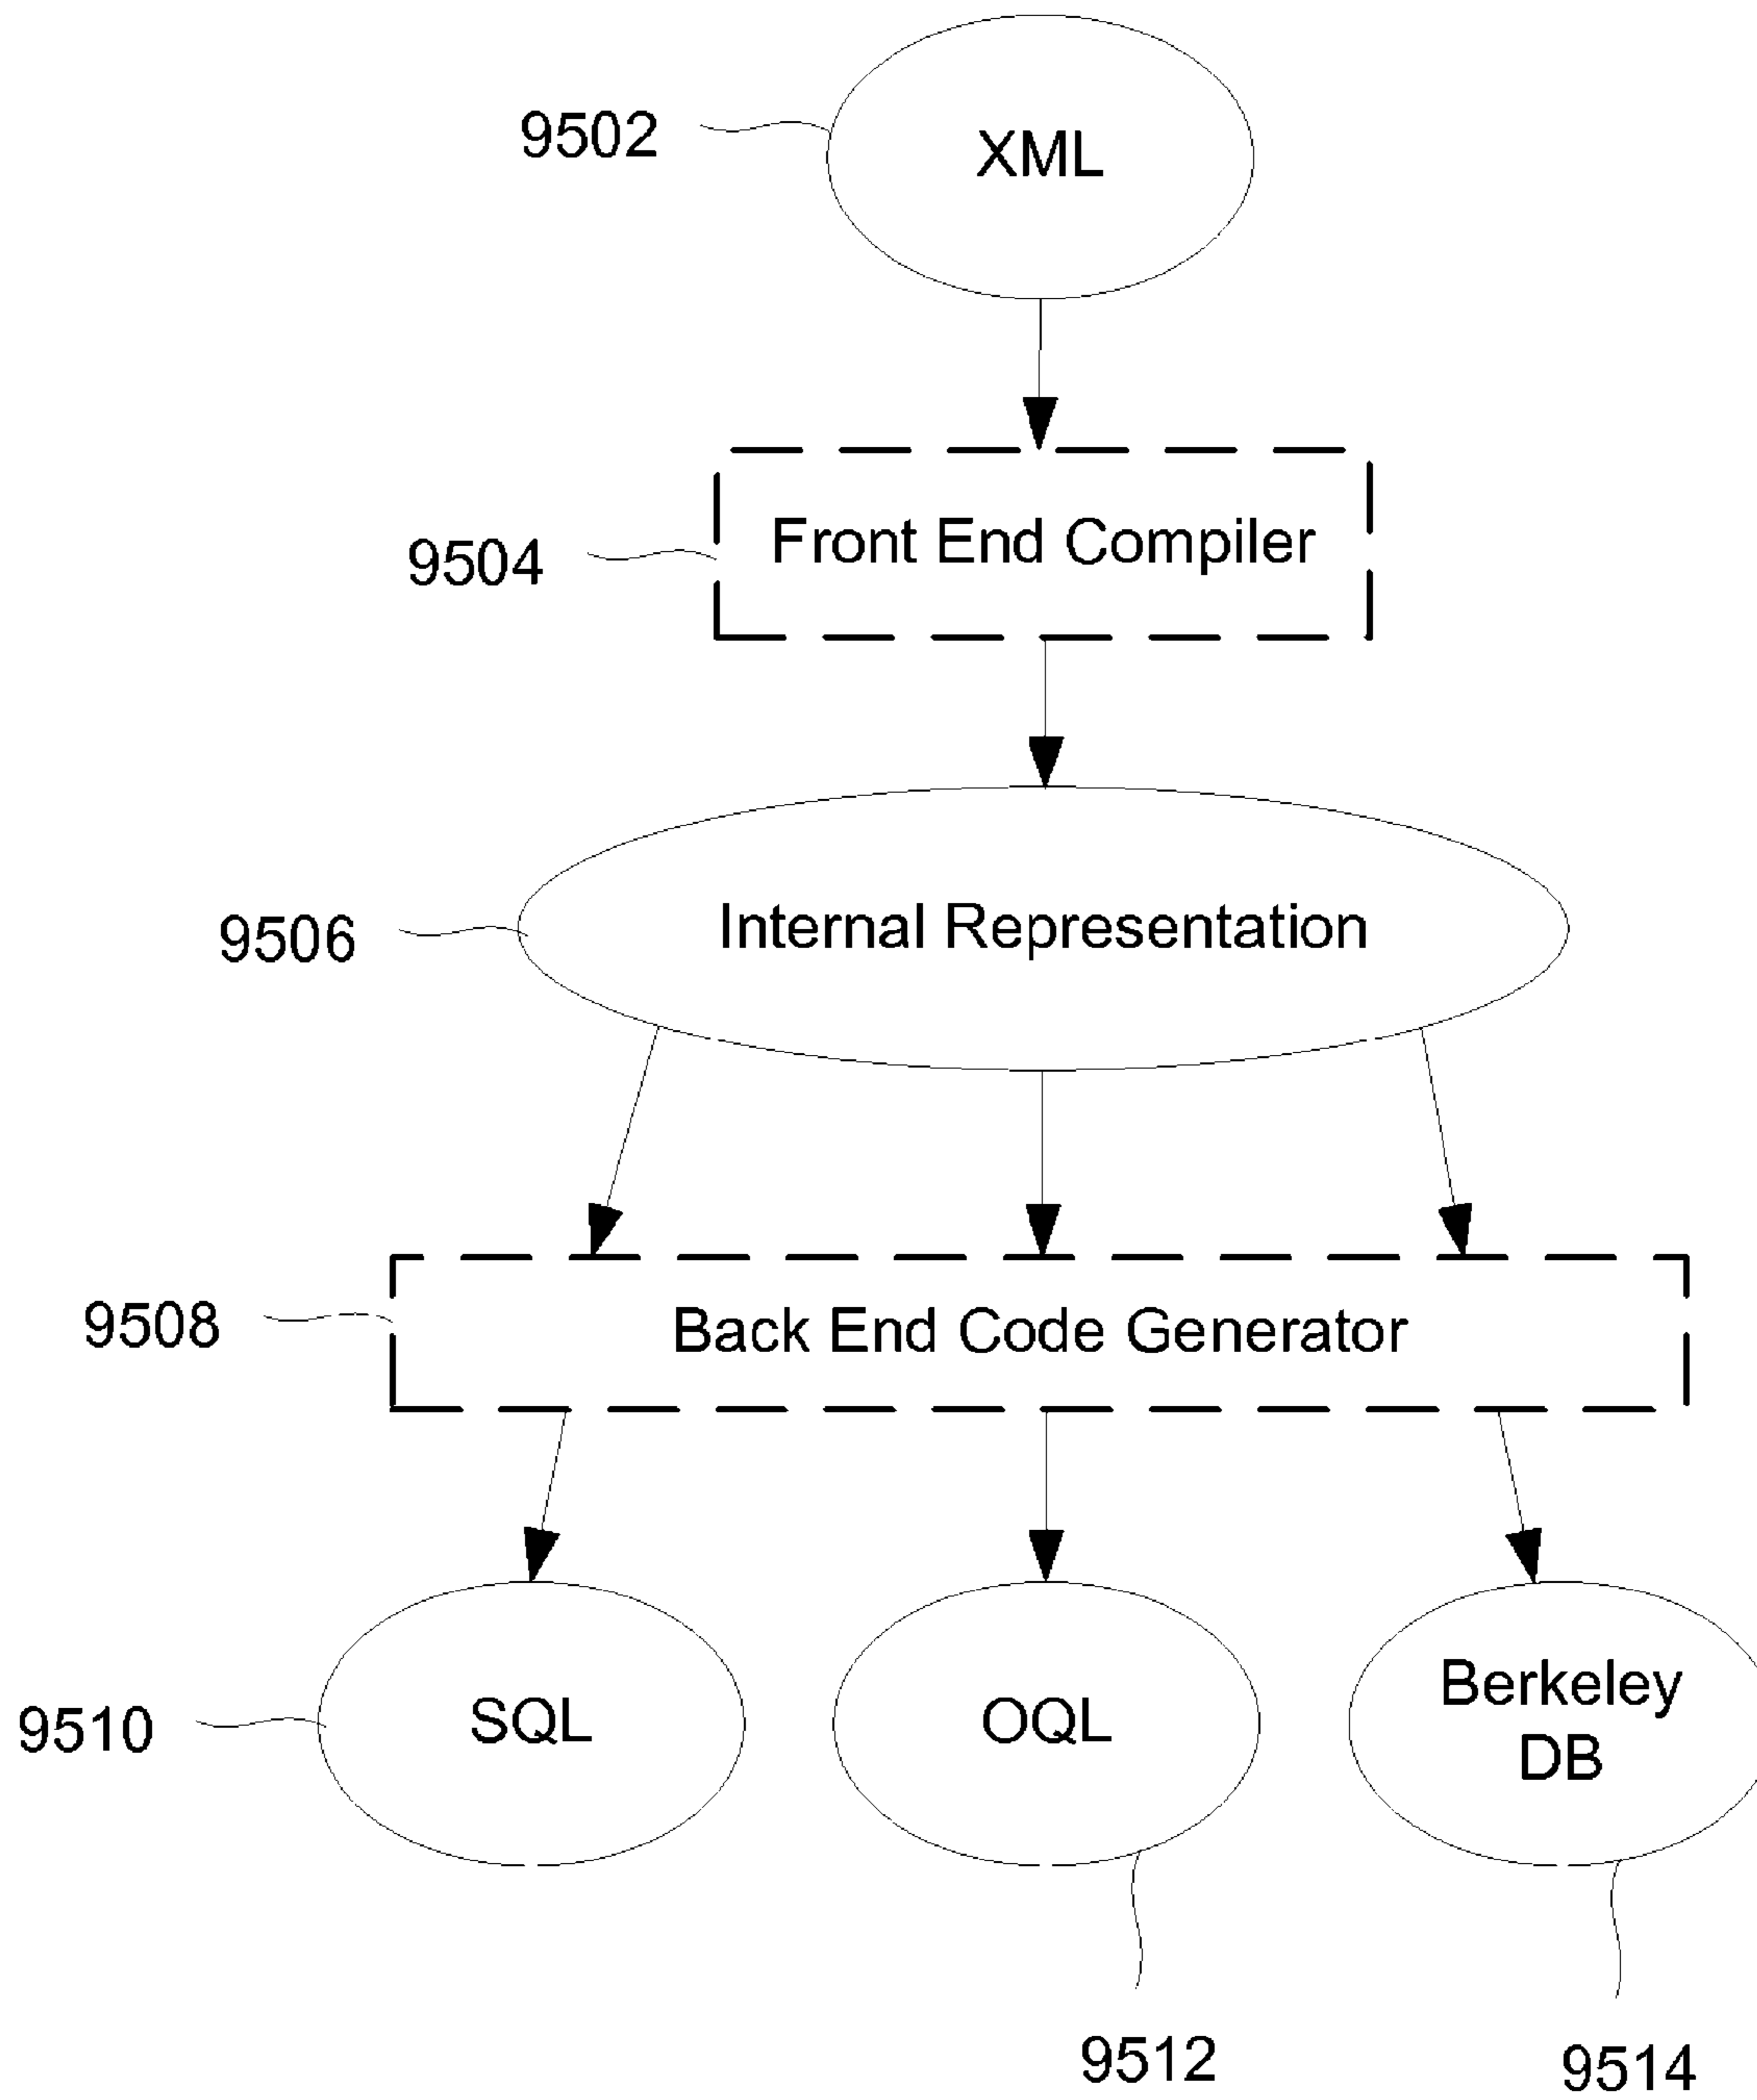 9502
XML
9504
Front End Compiler
9506
Internal Representation
9508
Back End Code Generator
9510
SQL
OQL
Berkeley
DB
9512
9514